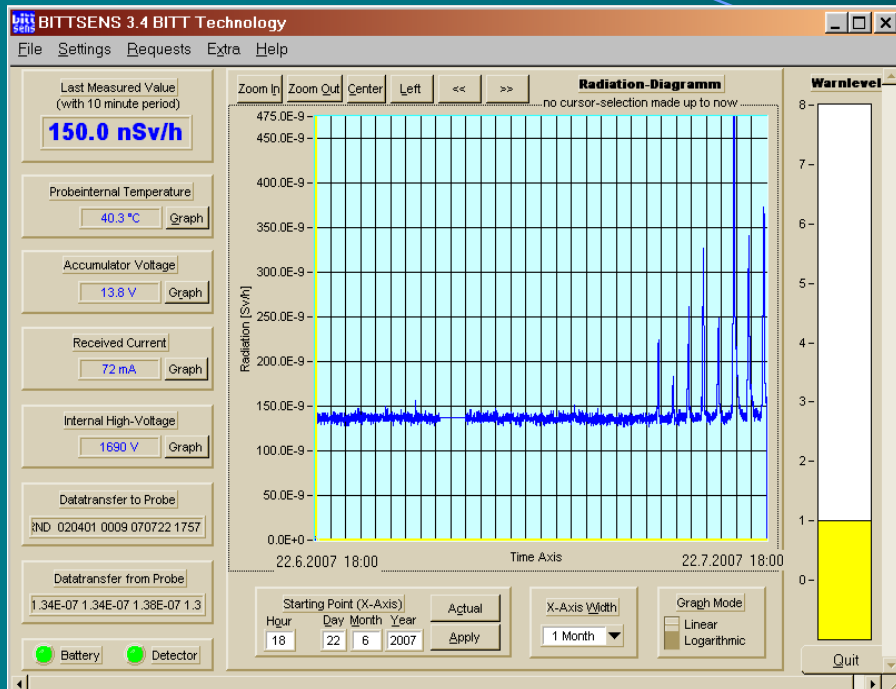 bitt sens BITTSENS 3.4 BITT Technology
File Settings Requests Extra Help
Last Measured Value
(with 10 minute period)
150.0 nSv/h
Probeinternal Temperature
40.3 °C Graph
Accumulator Voltage
13.8 V Graph
Received Current
72 mA Graph
Internal High-Voltage
1690 V Graph
Datatransfer to Probe
RND 020401 0009 070722 1757
Datatransfer from Probe
1.34E-07 1.34E-07 1.38E-07 1.3
Battery Detector
Zoom In Zoom Out Center Left << >> Radiation-Diagramm
no cursor-selection made up to now
475.0E-9
450.0E-9
400.0E-9
350.0E-9
300.0E-9
250.0E-9
200.0E-9
150.0E-9
100.0E-9
50.0E-9
0.0E+0
Radiation [Sv/h]
22.6.2007 18:00 Time Axis 22.7.2007 18:00
Starting Point (X-Axis)
Hour Day Month Year
18 22 6 2007
Actual
Apply
X-Axis Width
1 Month
Graph Mode
Linear
Logarithmic
Warnlevel
8
7
6
5
4
3
2
1
0
Quit